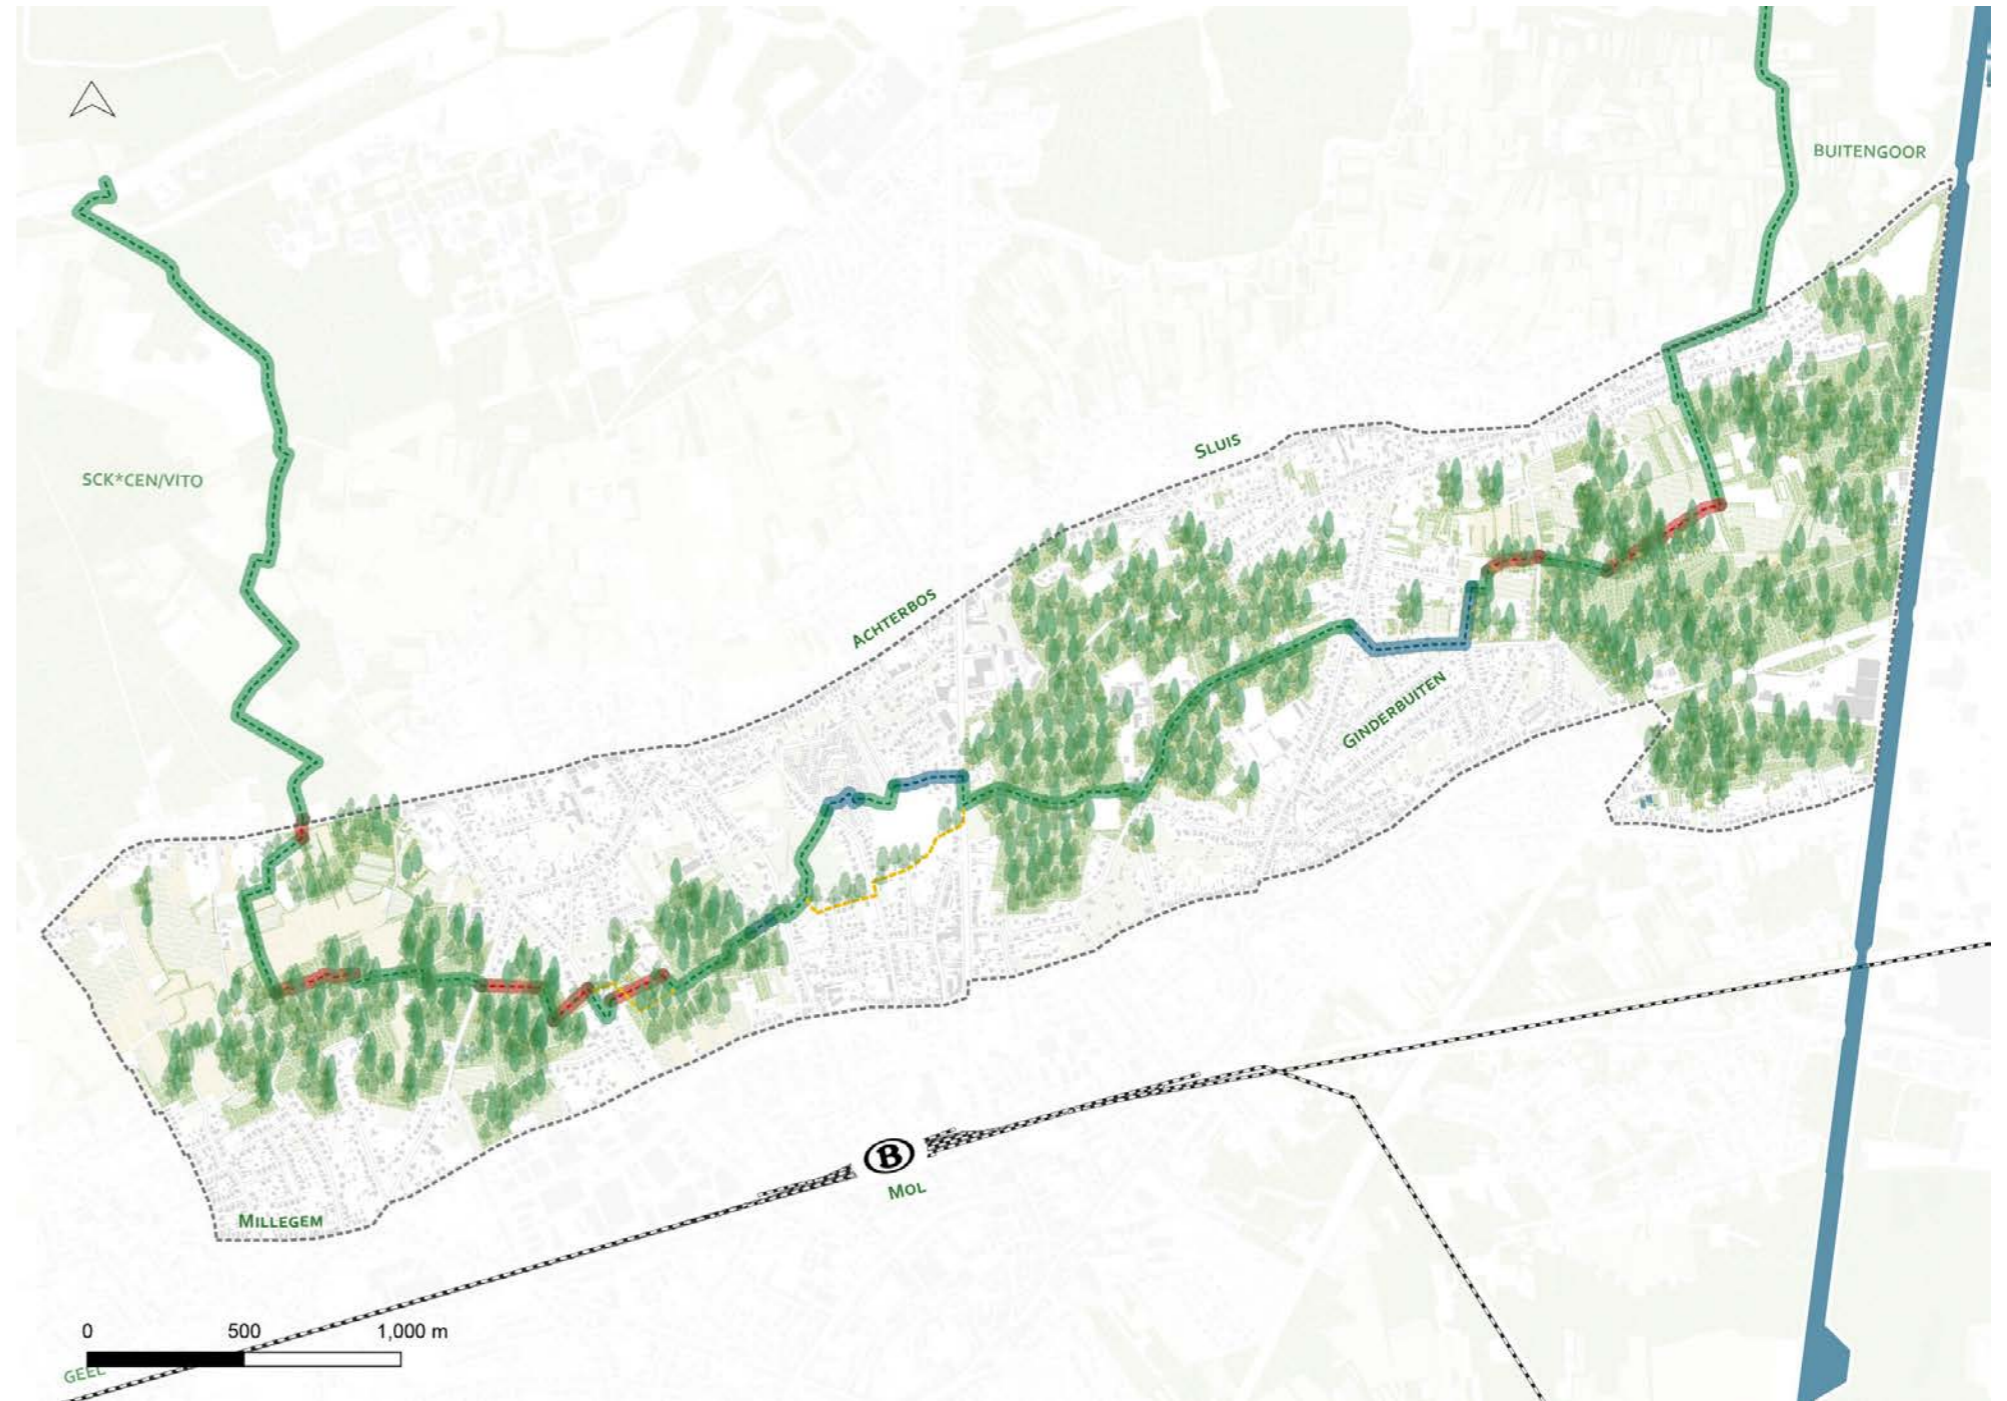 BUITENGOOR
SCK*CEN/VITO
SLUIS
ACHTERBOS
GINDERBUITEN
B
MOL
MILLEGEM
0 500 1,000 m
GEEL